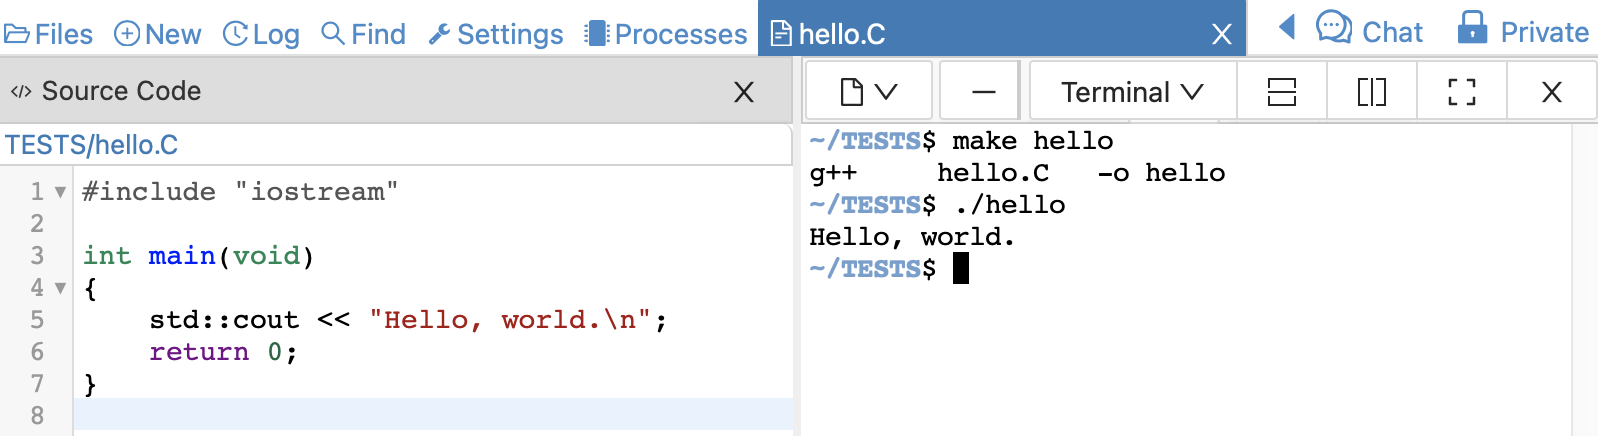 Files New Log Find Settings Processes hello.C X Chat Private
</> Source Code X
TESTS/hello.C
1 #include "iostream"
2
3 int main(void)
4 {
5     std::cout << "Hello, world.\n";
6     return 0;
7 }
8
Terminal X
~/TESTS$ make hello
g++     hello.C   -o hello
~/TESTS$ ./hello
Hello, world.
~/TESTS$